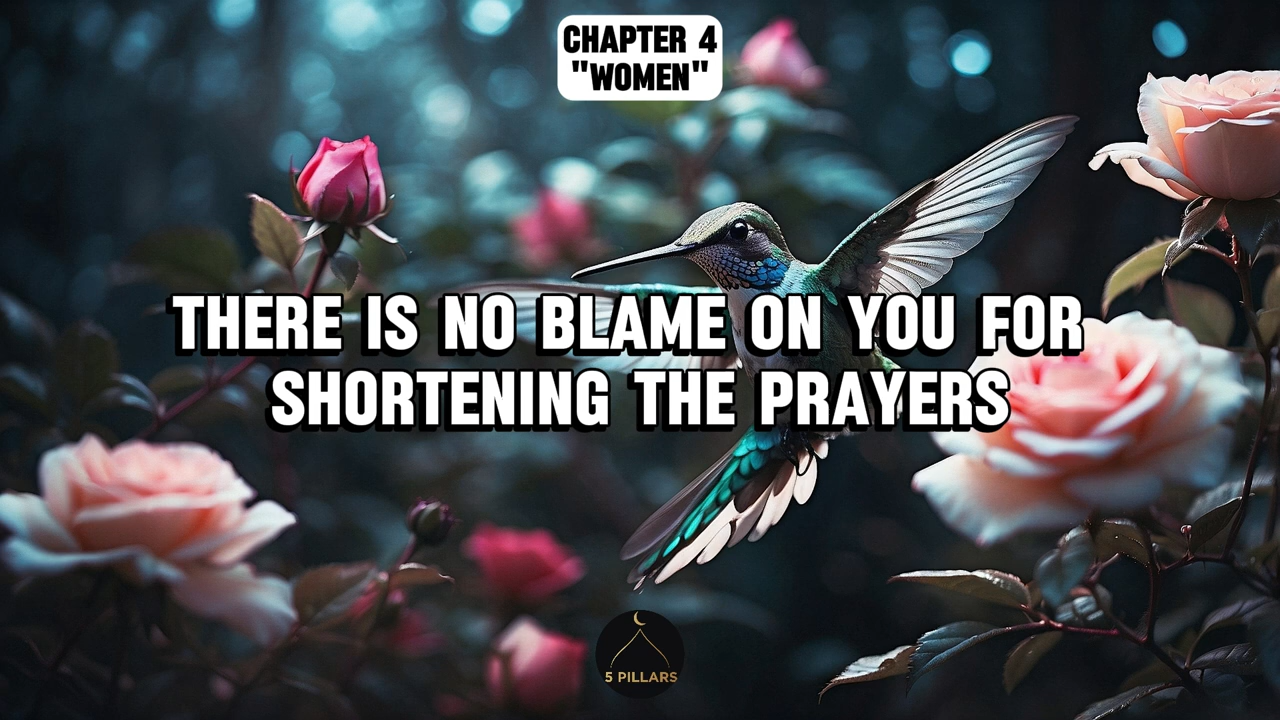 CHAPTER 4
"WOMEN"
THERE IS NO BLAME ON YOU FOR
SHORTENING THE PRAYERS
5 PILLARS